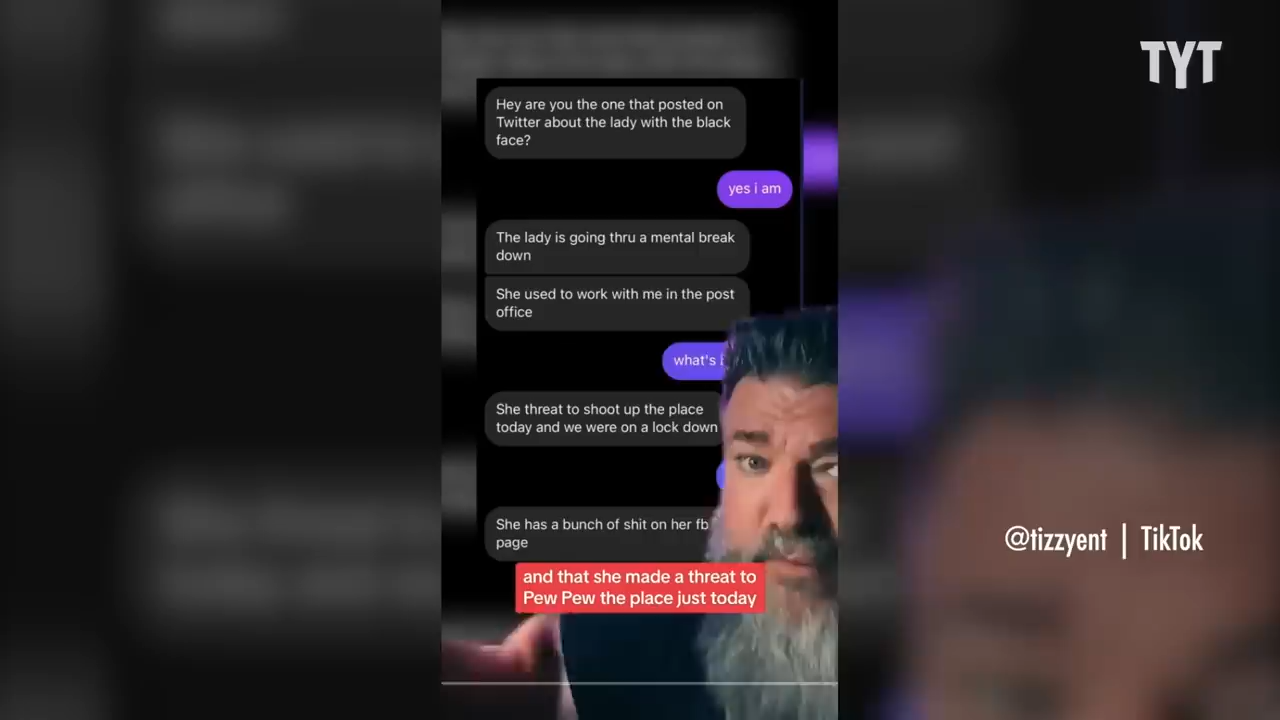 TYT
Hey are you the one that posted on
Twitter about the lady with the black
face?
yes i am
The lady is going thru a mental break
down
She used to work with me in the post
office
what's
She threat to shoot up the place
today and we were on a lock down
She has a bunch of shit on her fb
page
and that she made a threat to
Pew Pew the place just today
@tizzyent | TikTok